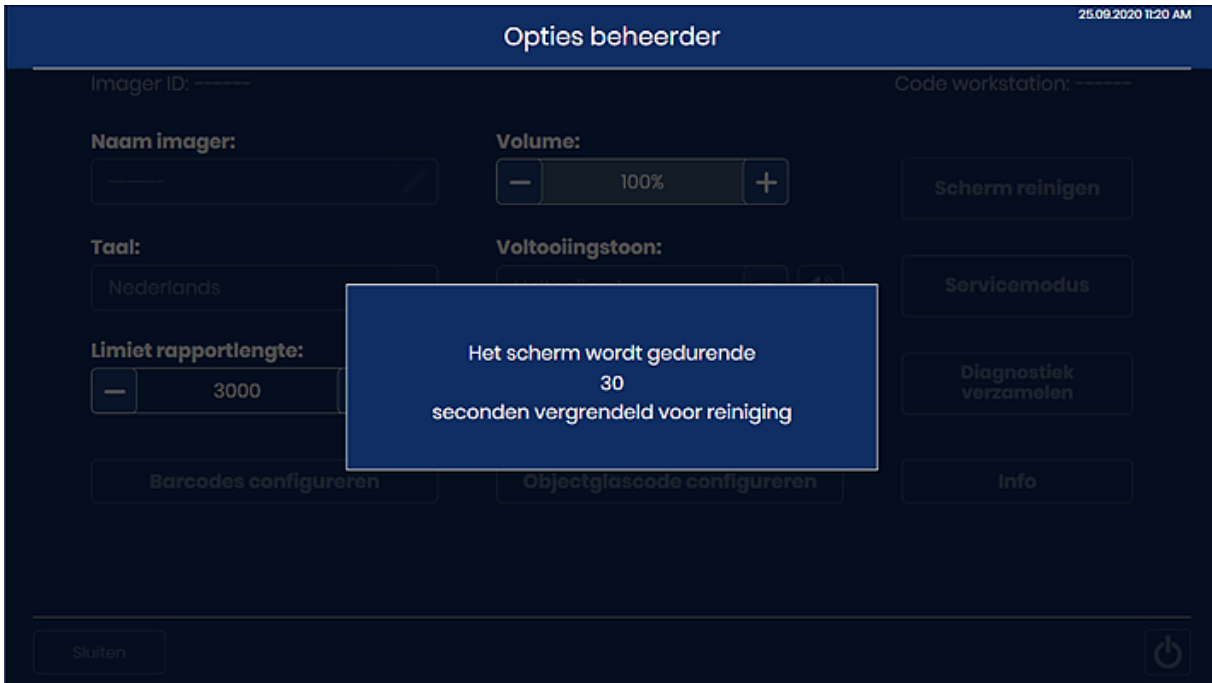 25.09.2020 11:20 AM
Opties beheerder
Imager ID: ------
Code workstation: ------
Naam imager:
Volume:
------
100%
Scherm reinigen
Taal:
Voltooiingstoon:
Nederlands
Servicemodus
Limiet rapportlengte:
3000
Het scherm wordt gedurende
30
seconden vergrendeld voor reiniging
Diagnostiek
verzamelen
Barcodes configureren
Objectglascode configureren
Info
Sluiten